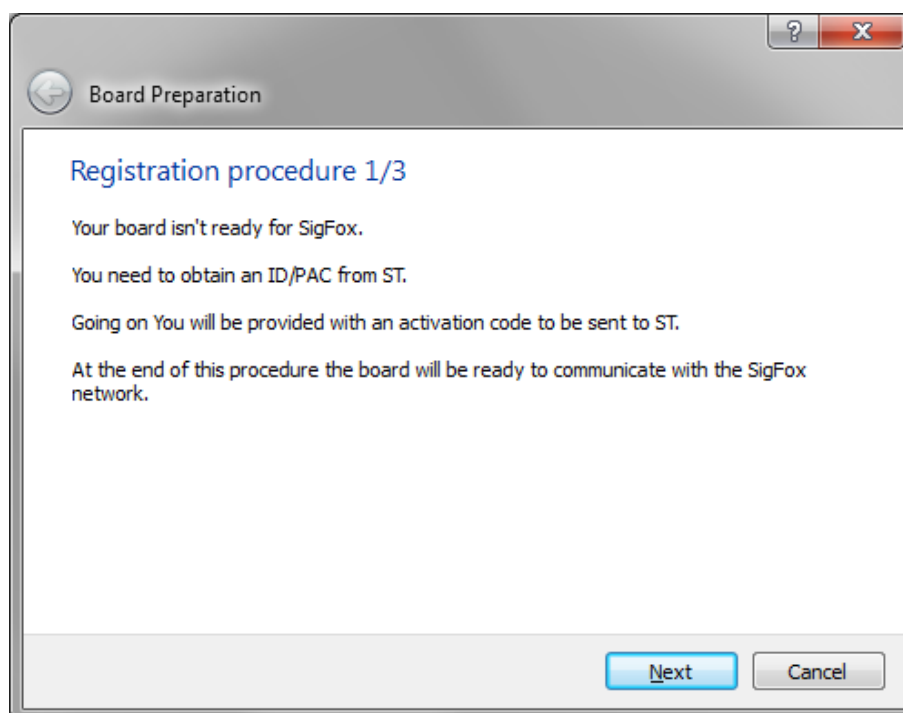 ?
X
Board Preparation
Registration procedure 1/3
Your board isn't ready for SigFox.
You need to obtain an ID/PAC from ST.
Going on You will be provided with an activation code to be sent to ST.
At the end of this procedure the board will be ready to communicate with the SigFox
network.
Next
Cancel